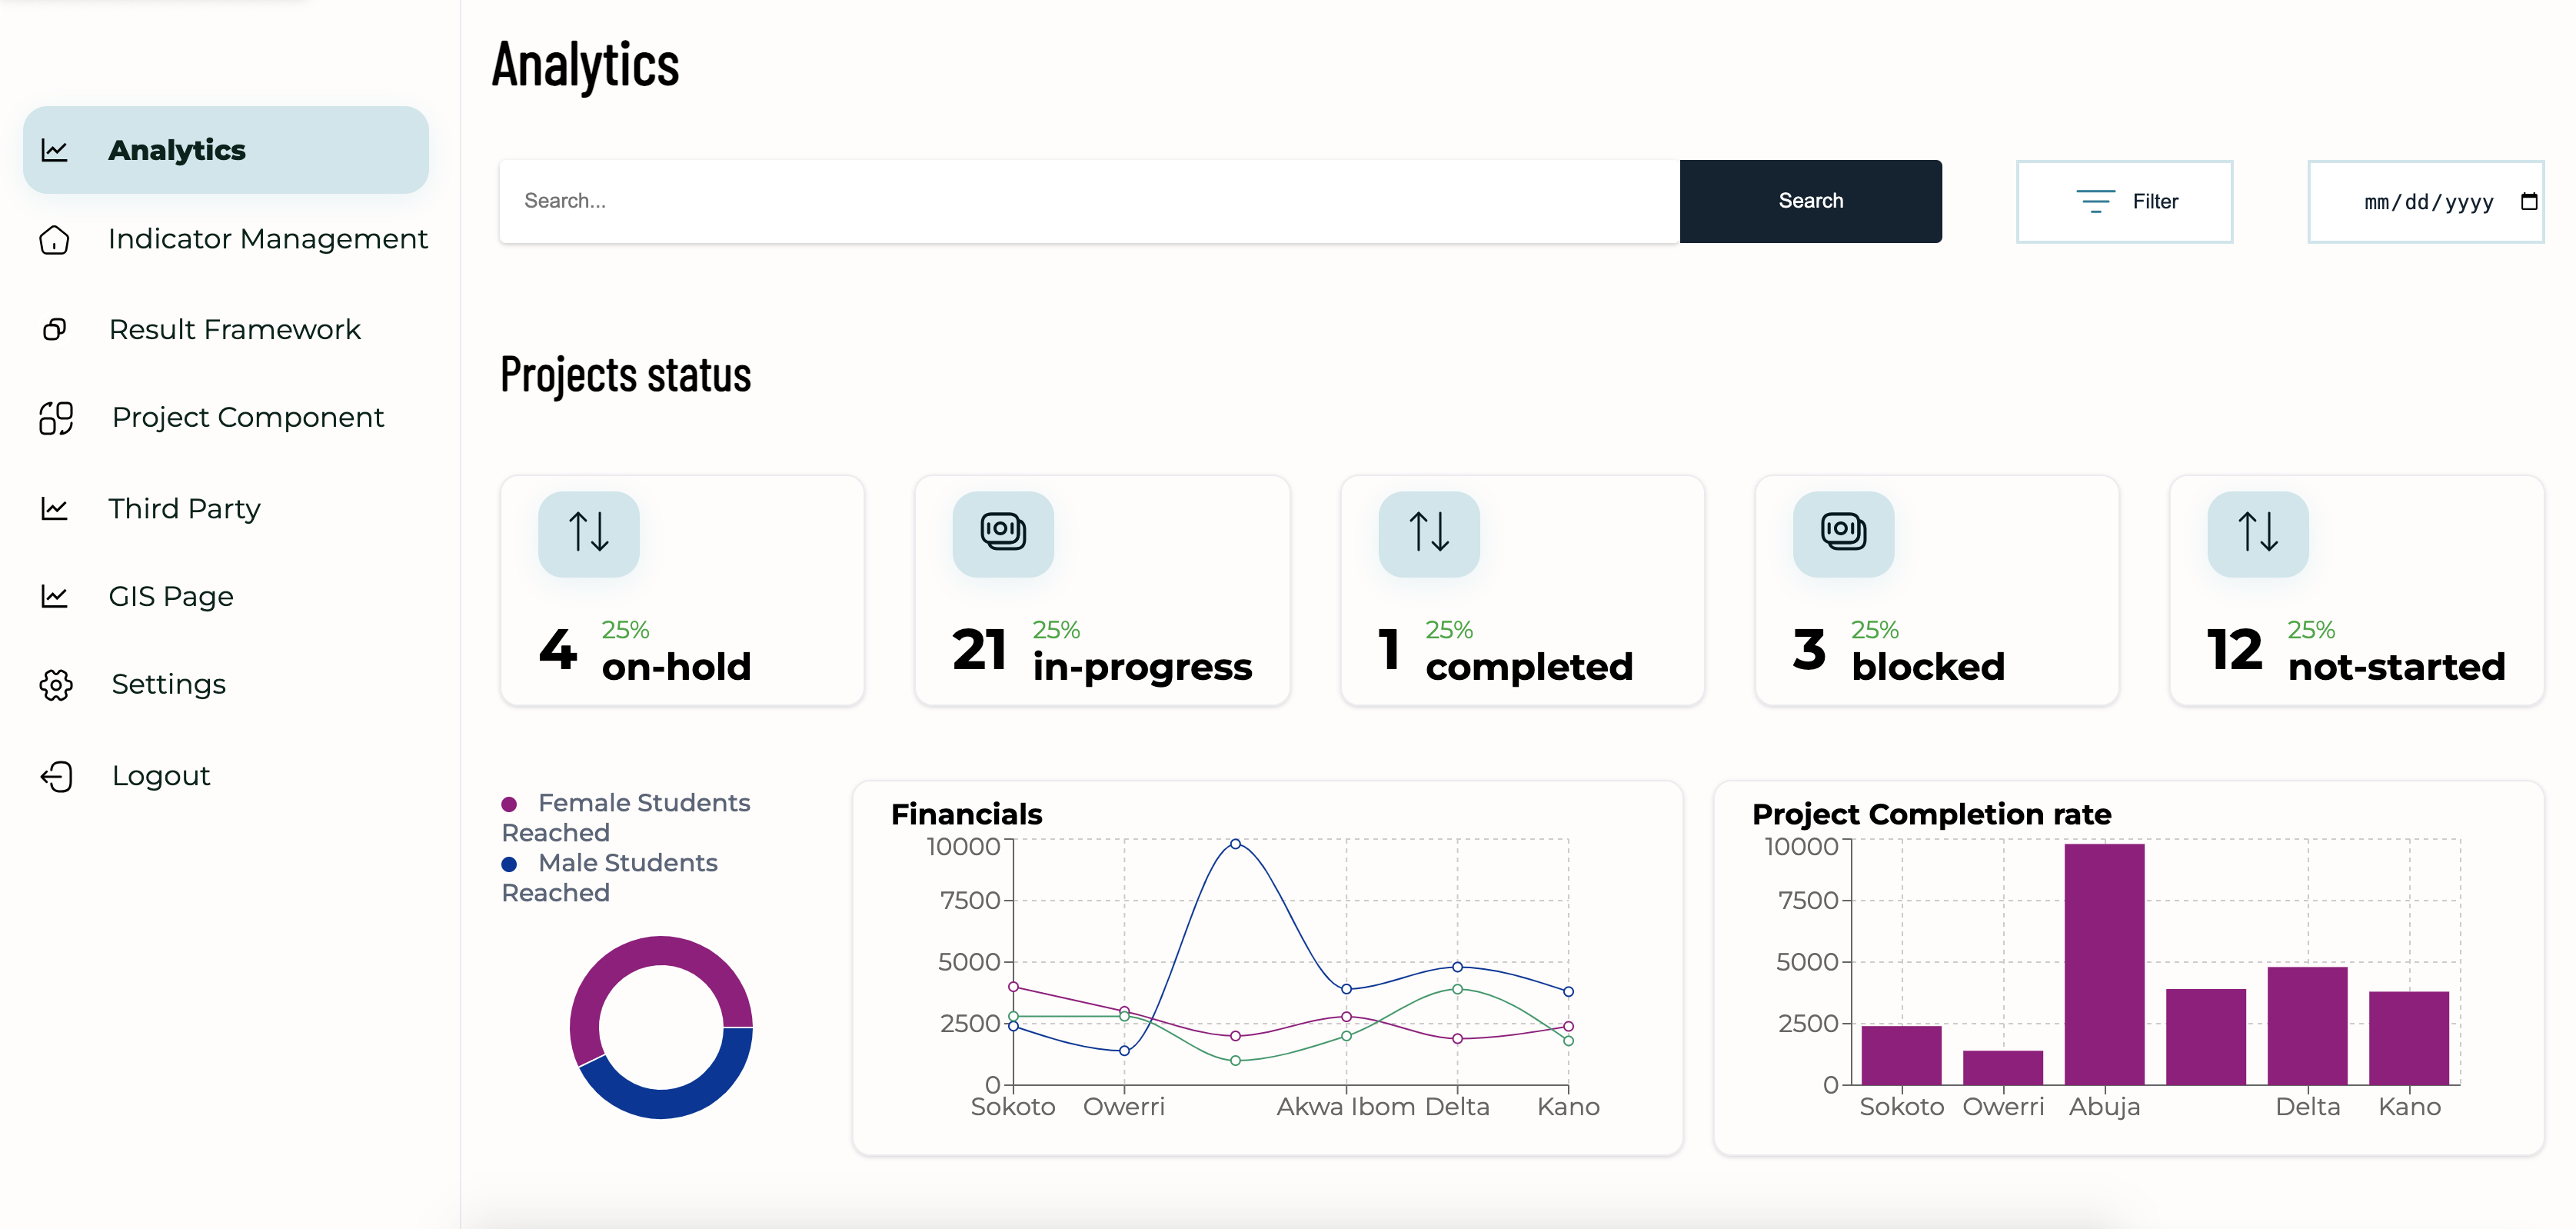 Analytics
Indicator Management
Result Framework
Project Component
Third Party
GIS Page
Settings
Logout
Analytics
Search...
Search
Filter
mm/dd/yyyy
Projects status
4 25% on-hold
21 25% in-progress
1 25% completed
3 25% blocked
12 25% not-started
Female Students
Reached
Male Students
Reached
Financials
10000
7500
5000
2500
0
Sokoto Owerri Akwa Ibom Delta Kano
Project Completion rate
10000
7500
5000
2500
0
Sokoto Owerri Abuja Delta Kano